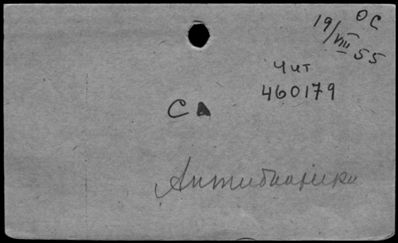 ОС
19/VIII 55
Чит
460179
Са
Антибиотики